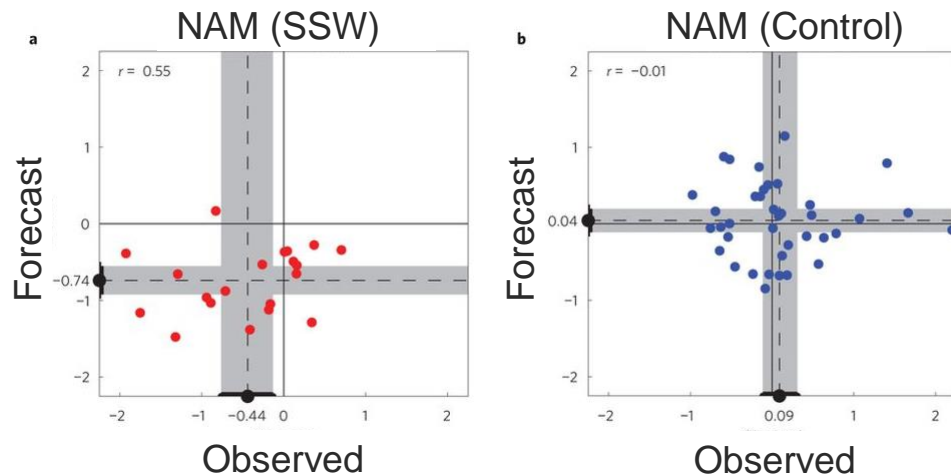 NAM (SSW)
NAM (Control)
a
b
2
1
0
-0.74
-1
-2
r = 0.55
Forecast
−2
−0.44
0
1
2
Observed
2
1
0.04
−1
−2
r = −0.01
Forecast
−2
−1
0.09
1
2
Observed